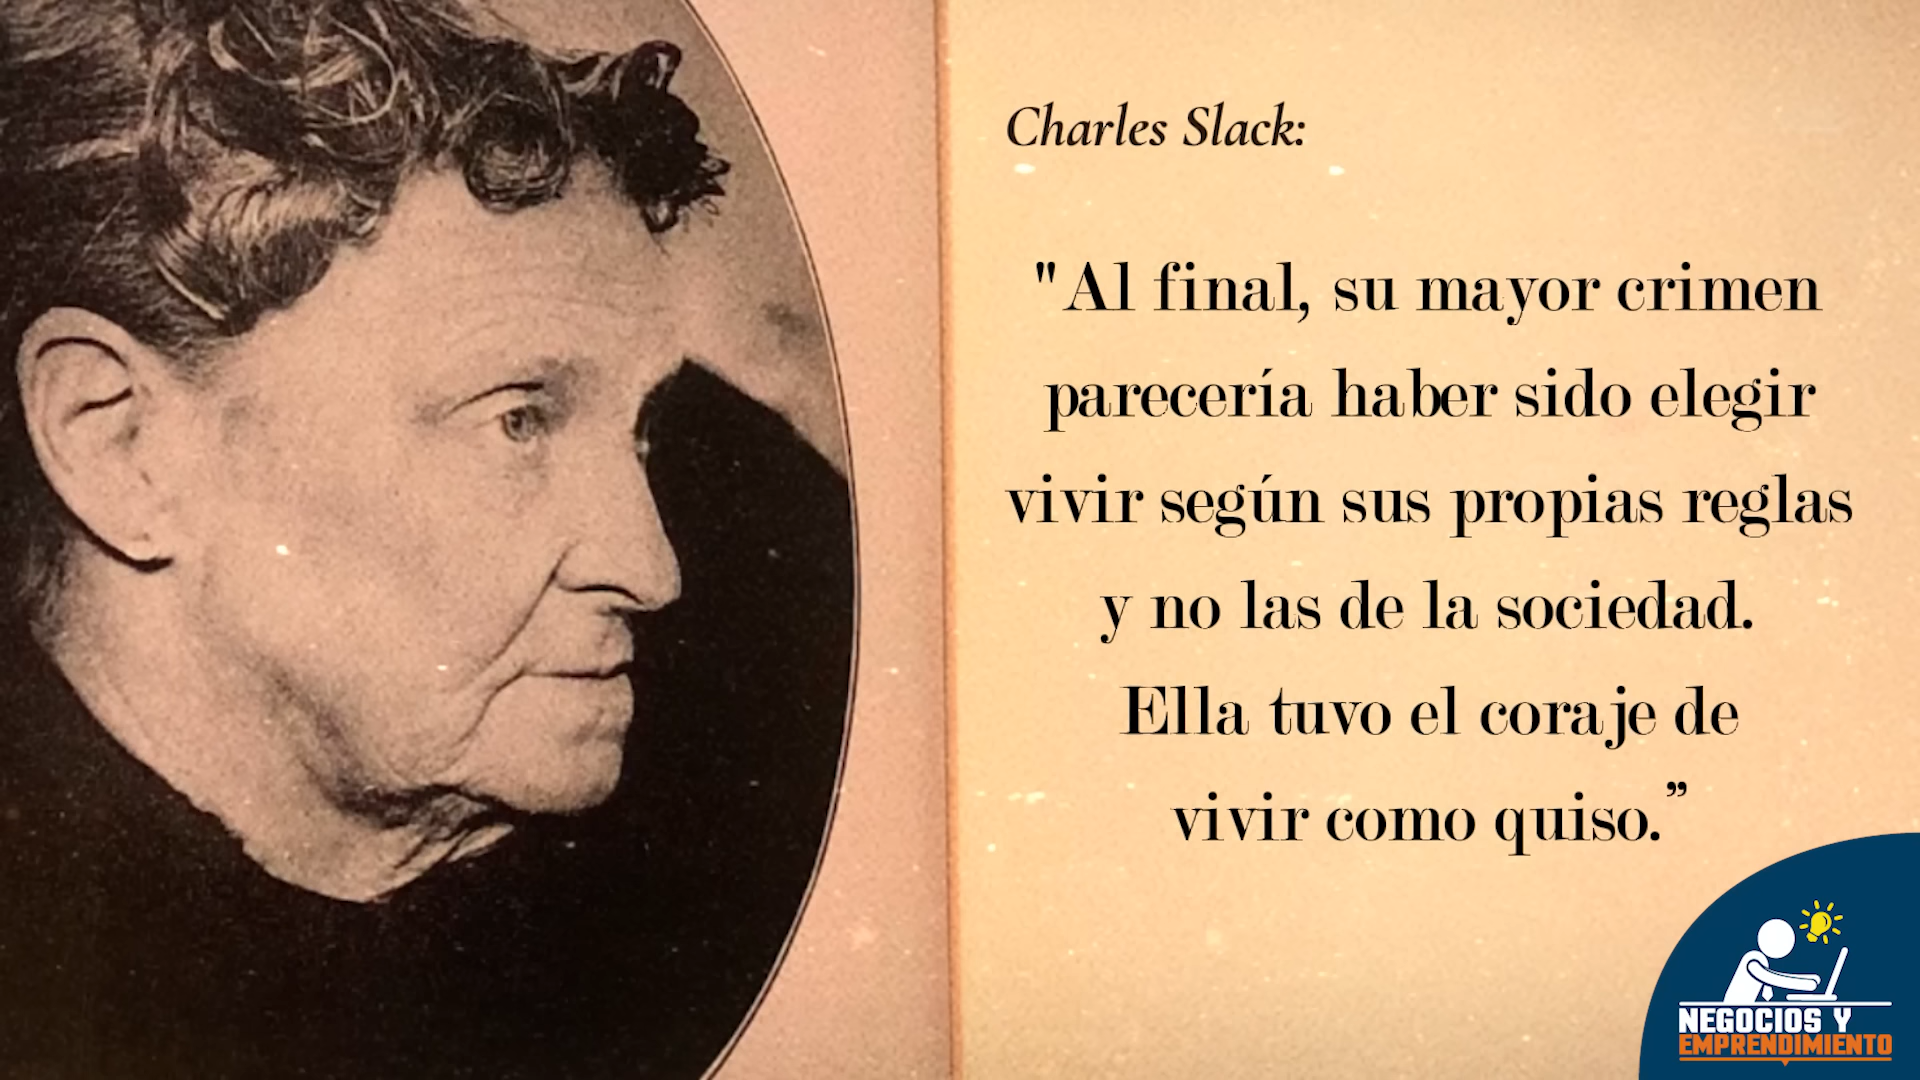 Charles Slack:
"Al final, su mayor crimen
parecería haber sido elegir
vivir según sus propias reglas
y no las de la sociedad.
Ella tuvo el coraje de
vivir como quiso.”
NEGOCIOS Y
EMPRENDIMIENTO